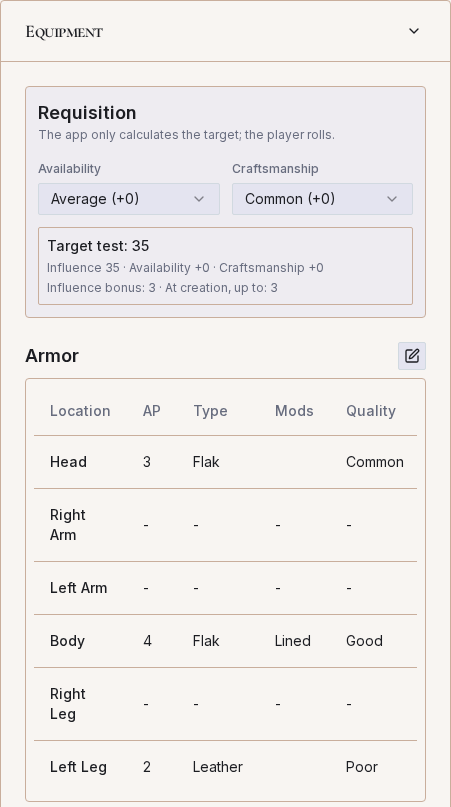 Equipment
Requisition
The app only calculates the target; the player rolls.
Availability Craftsmanship
Average (+0) Common (+0)
Target test: 35
Influence 35 · Availability +0 · Craftsmanship +0
Influence bonus: 3 · At creation, up to: 3
Armor
Location AP Type Mods Quality
Head 3 Flak Common
Right
Arm - - - -
Left Arm - - - -
Body 4 Flak Lined Good
Right
Leg - - - -
Left Leg 2 Leather Poor